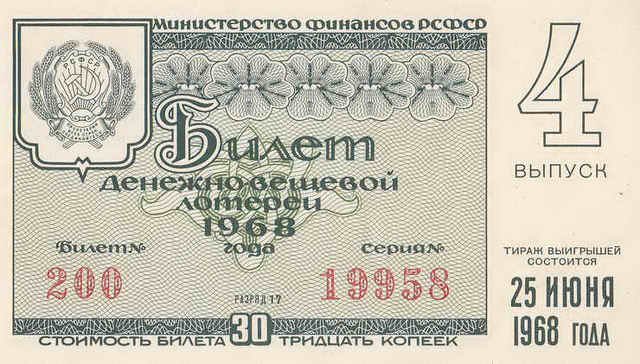 Министерство финансов РСФСР
РСФСР
Билет
денежно-вещевой
лотереи
1968
года
Билет №
200
РАЗРЯД 17
серия №
19958
СТОИМОСТЬ БИЛЕТА 30 ТРИДЦАТЬ КОПЕЕК
4
ВЫПУСК
ТИРАЖ ВЫИГРЫШЕЙ
СОСТОИТСЯ
25 ИЮНЯ
1968 ГОДА